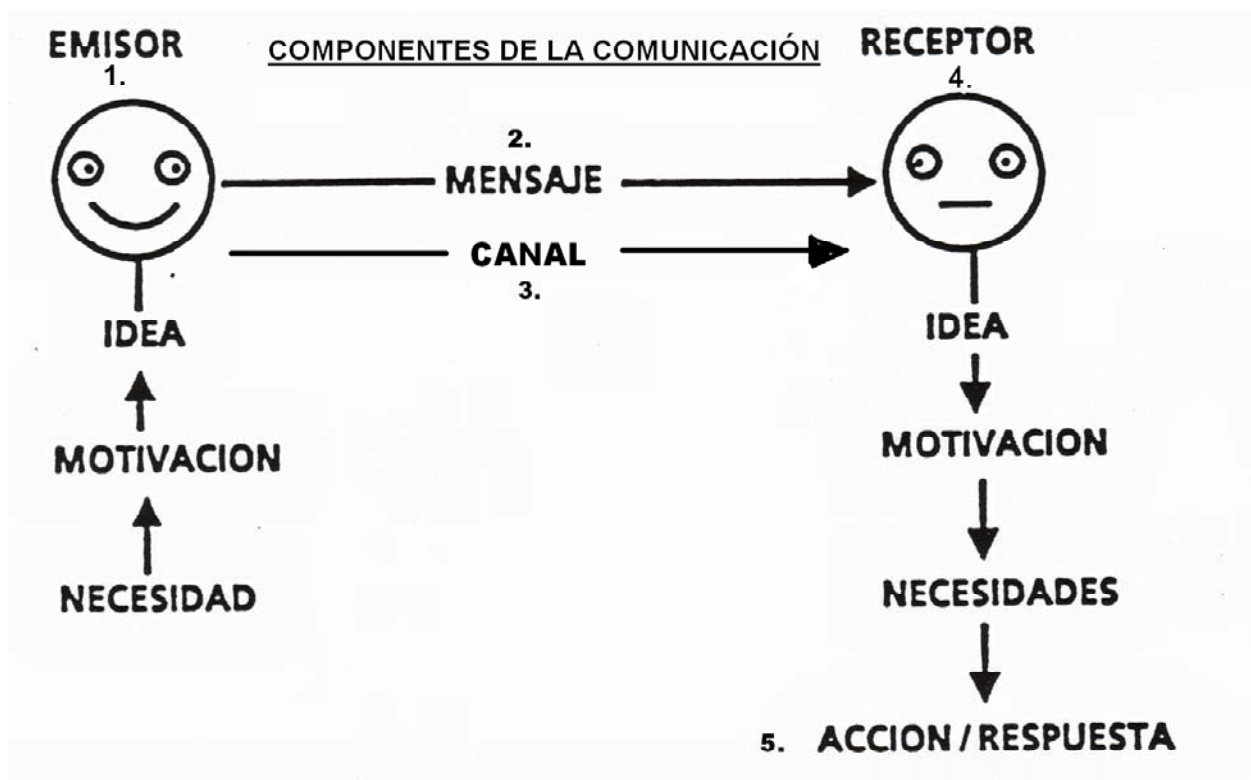 EMISOR
1.
COMPONENTES DE LA COMUNICACIÓN
RECEPTOR
4.
2.
MENSAJE
CANAL
3.
IDEA
MOTIVACION
NECESIDAD
IDEA
MOTIVACION
NECESIDADES
5. ACCION / RESPUESTA